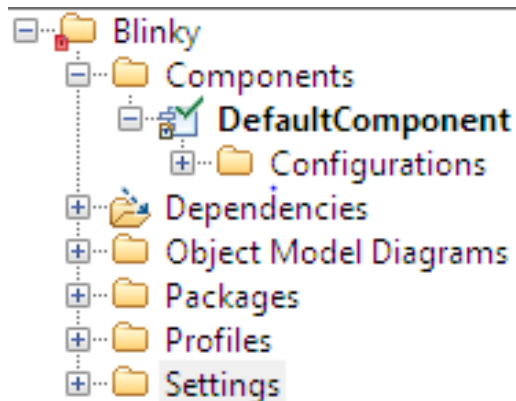 Blinky
Components
DefaultComponent
Configurations
Dependencies
Object Model Diagrams
Packages
Profiles
Settings